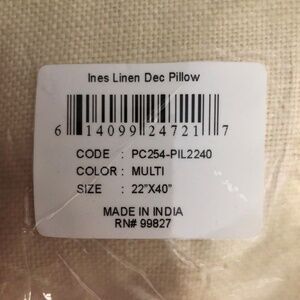 Ines Linen Dec Pillow
6 14099 24721 7
CODE : PC254-PIL2240
COLOR : MULTI
SIZE : 22"X40"
MADE IN INDIA
RN# 99827